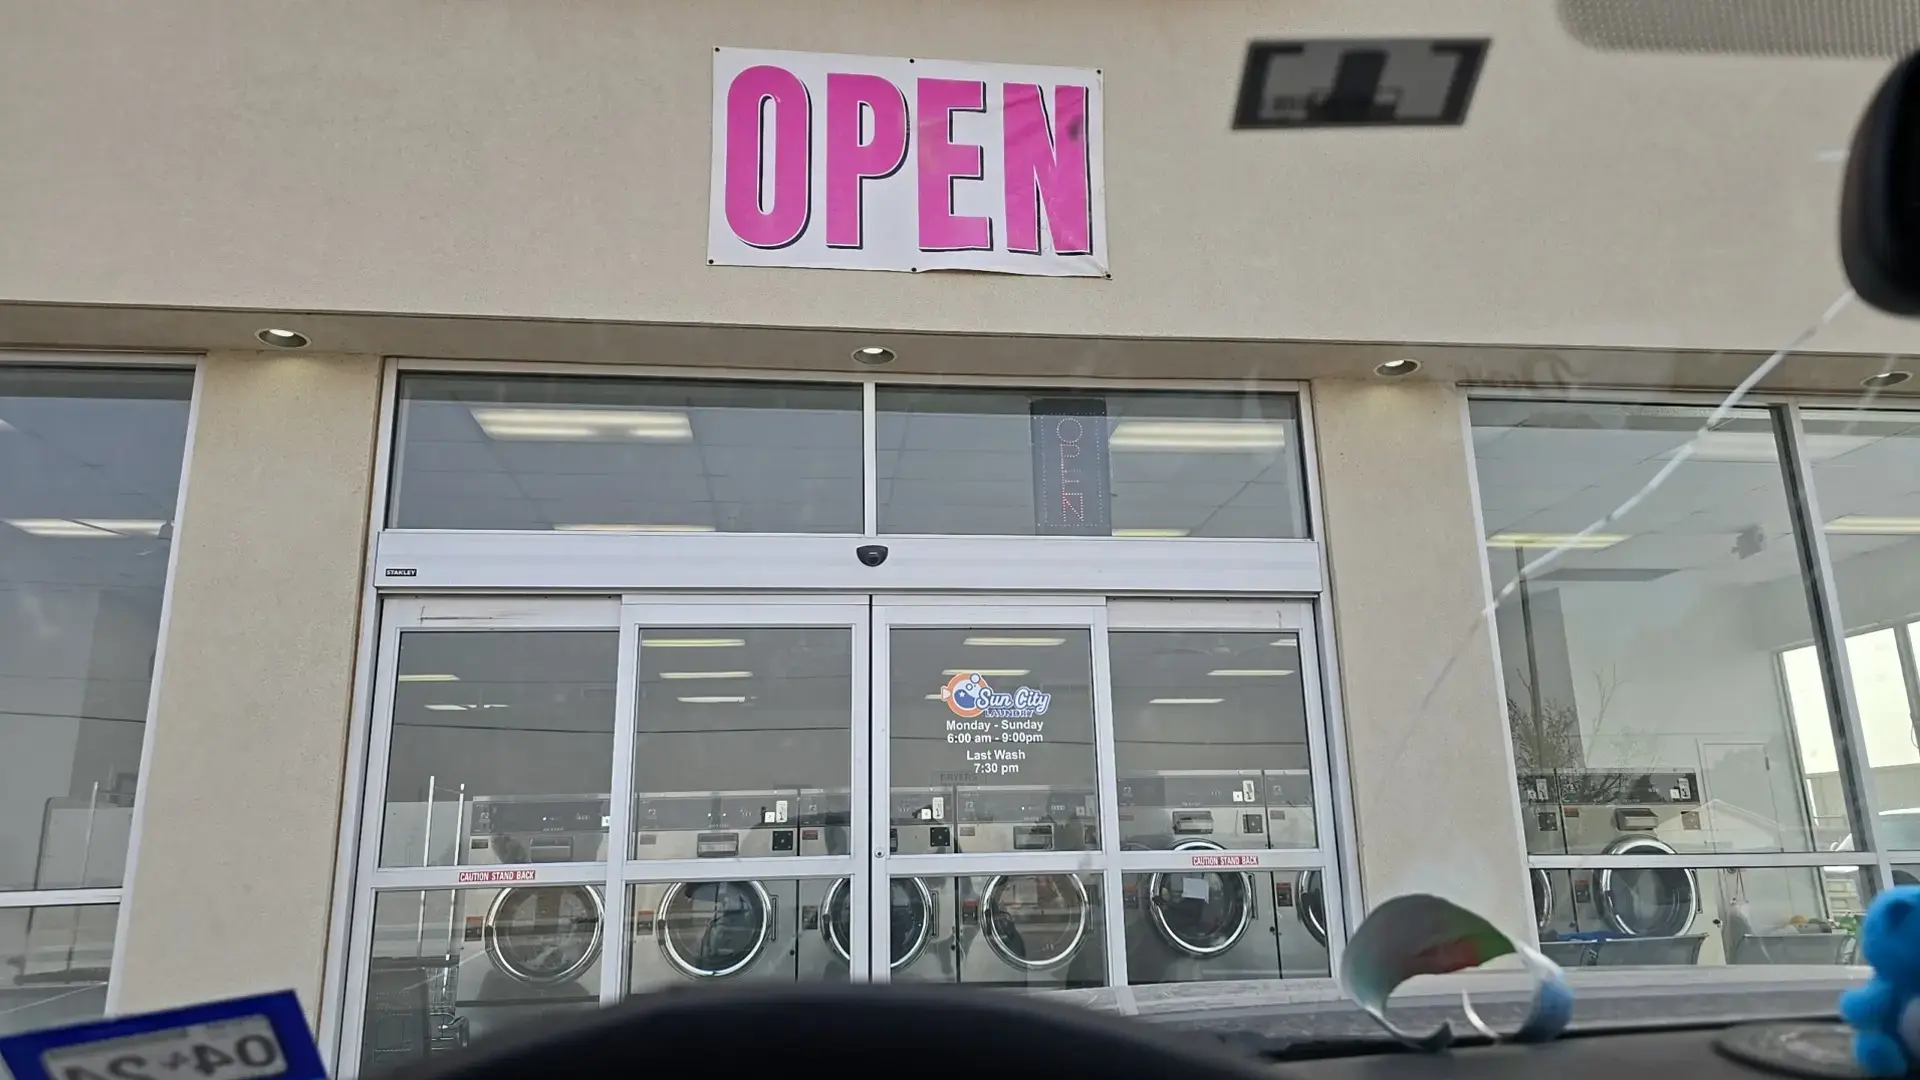 OPEN
OPEN
STANLEY
Sun City
LAUNDRY
Monday - Sunday
6:00 am - 9:00pm
Last Wash
7:30 pm
DRYERS
CAUTION STAND BACK
CAUTION STAND BACK